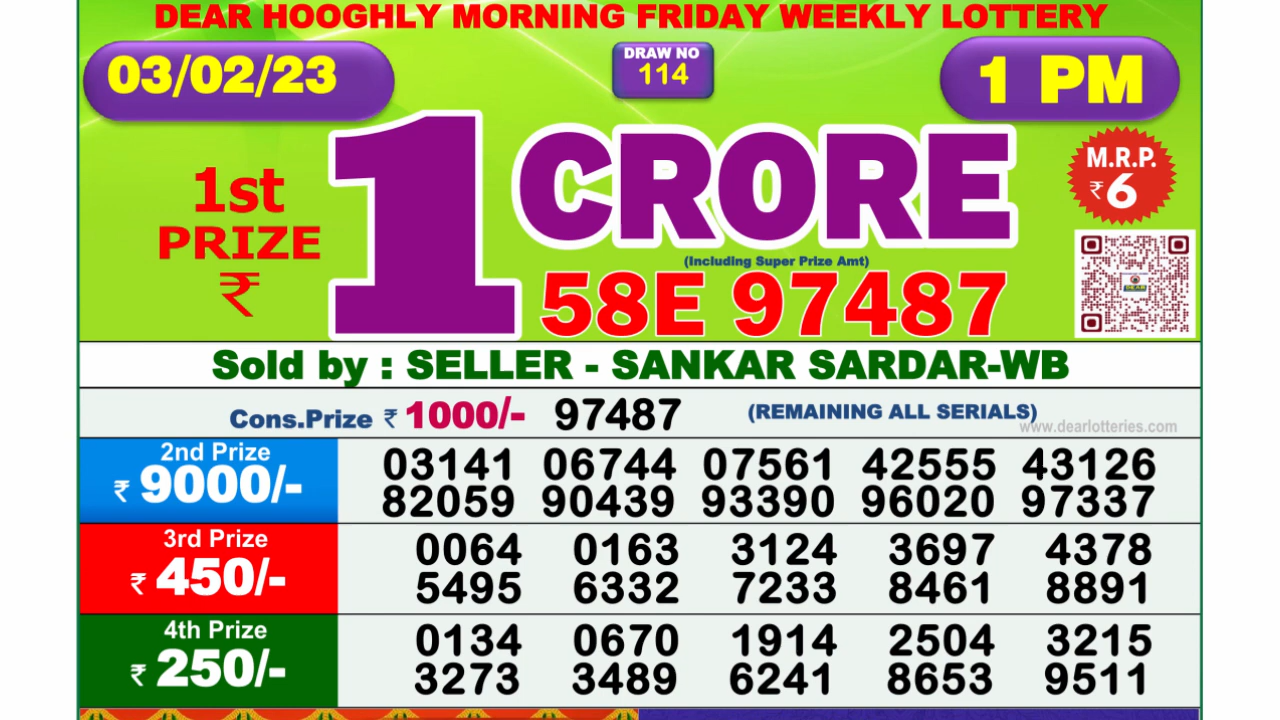 DEAR HOOGHLY MORNING FRIDAY WEEKLY LOTTERY
03/02/23
DRAW NO
114
1 PM
1st
PRIZE
₹
1 CRORE
(Including Super Prize Amt)
58E 97487
M.R.P.
₹ 6
DEAR
Sold by : SELLER - SANKAR SARDAR-WB
Cons.Prize ₹ 1000/- 97487 (REMAINING ALL SERIALS)
www.dearlotteries.com
2nd Prize
₹ 9000/-
03141 06744 07561 42555 43126
82059 90439 93390 96020 97337
3rd Prize
₹ 450/-
0064 0163 3124 3697 4378
5495 6332 7233 8461 8891
4th Prize
₹ 250/-
0134 0670 1914 2504 3215
3273 3489 6241 8653 9511